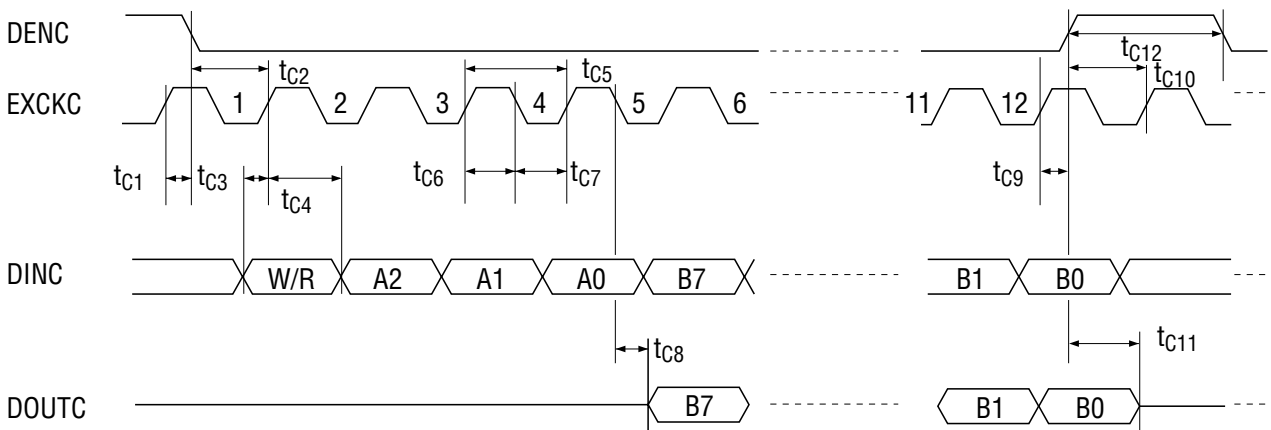 DENC
tC2
tC5
tC12
tC10
EXCKC
1 2 3 4 5 6 11 12
tC1
tC3
tC4
tC6
tC7
tC9
DINC
W/R A2 A1 A0 B7 B1 B0
tC8
tC11
DOUTC
B7 B1 B0